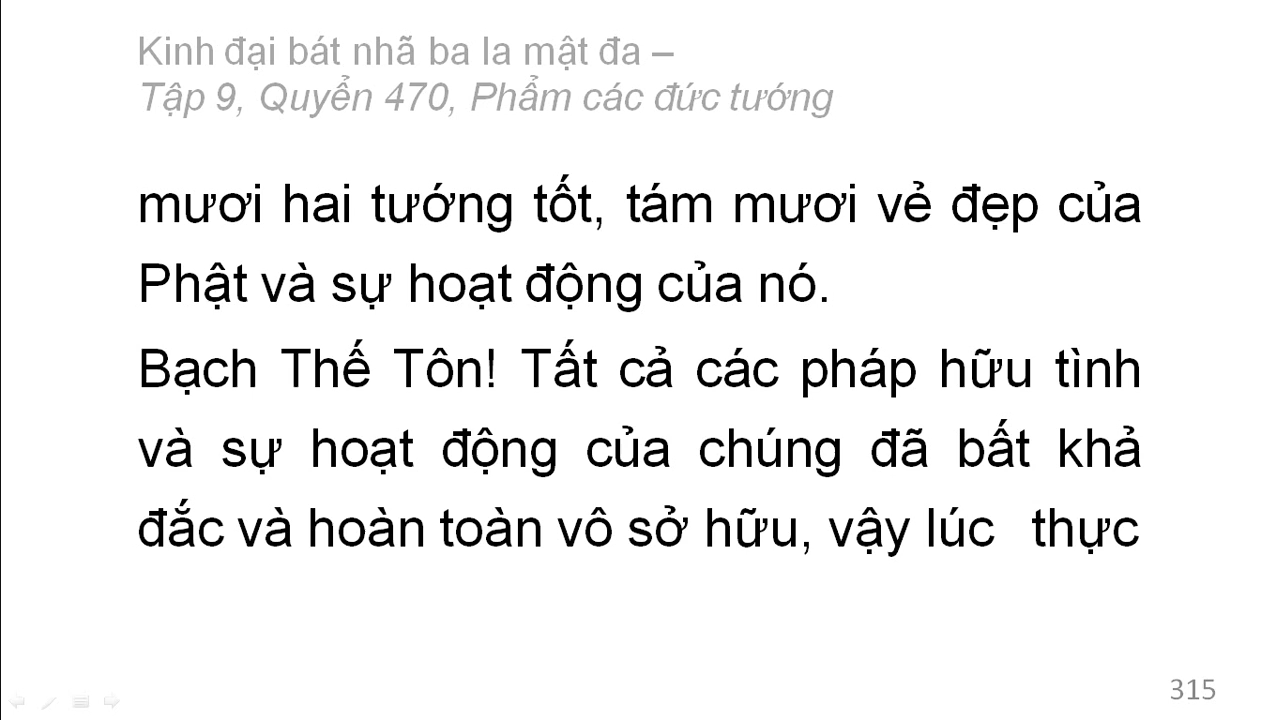 Kinh đại bát nhã ba la mật đa –
Tập 9, Quyển 470, Phẩm các đức tướng
mươi hai tướng tốt, tám mươi vẻ đẹp của
Phật và sự hoạt động của nó.
Bạch Thế Tôn! Tất cả các pháp hữu tình
và sự hoạt động của chúng đã bất khả
đắc và hoàn toàn vô sở hữu, vậy lúc thực
315